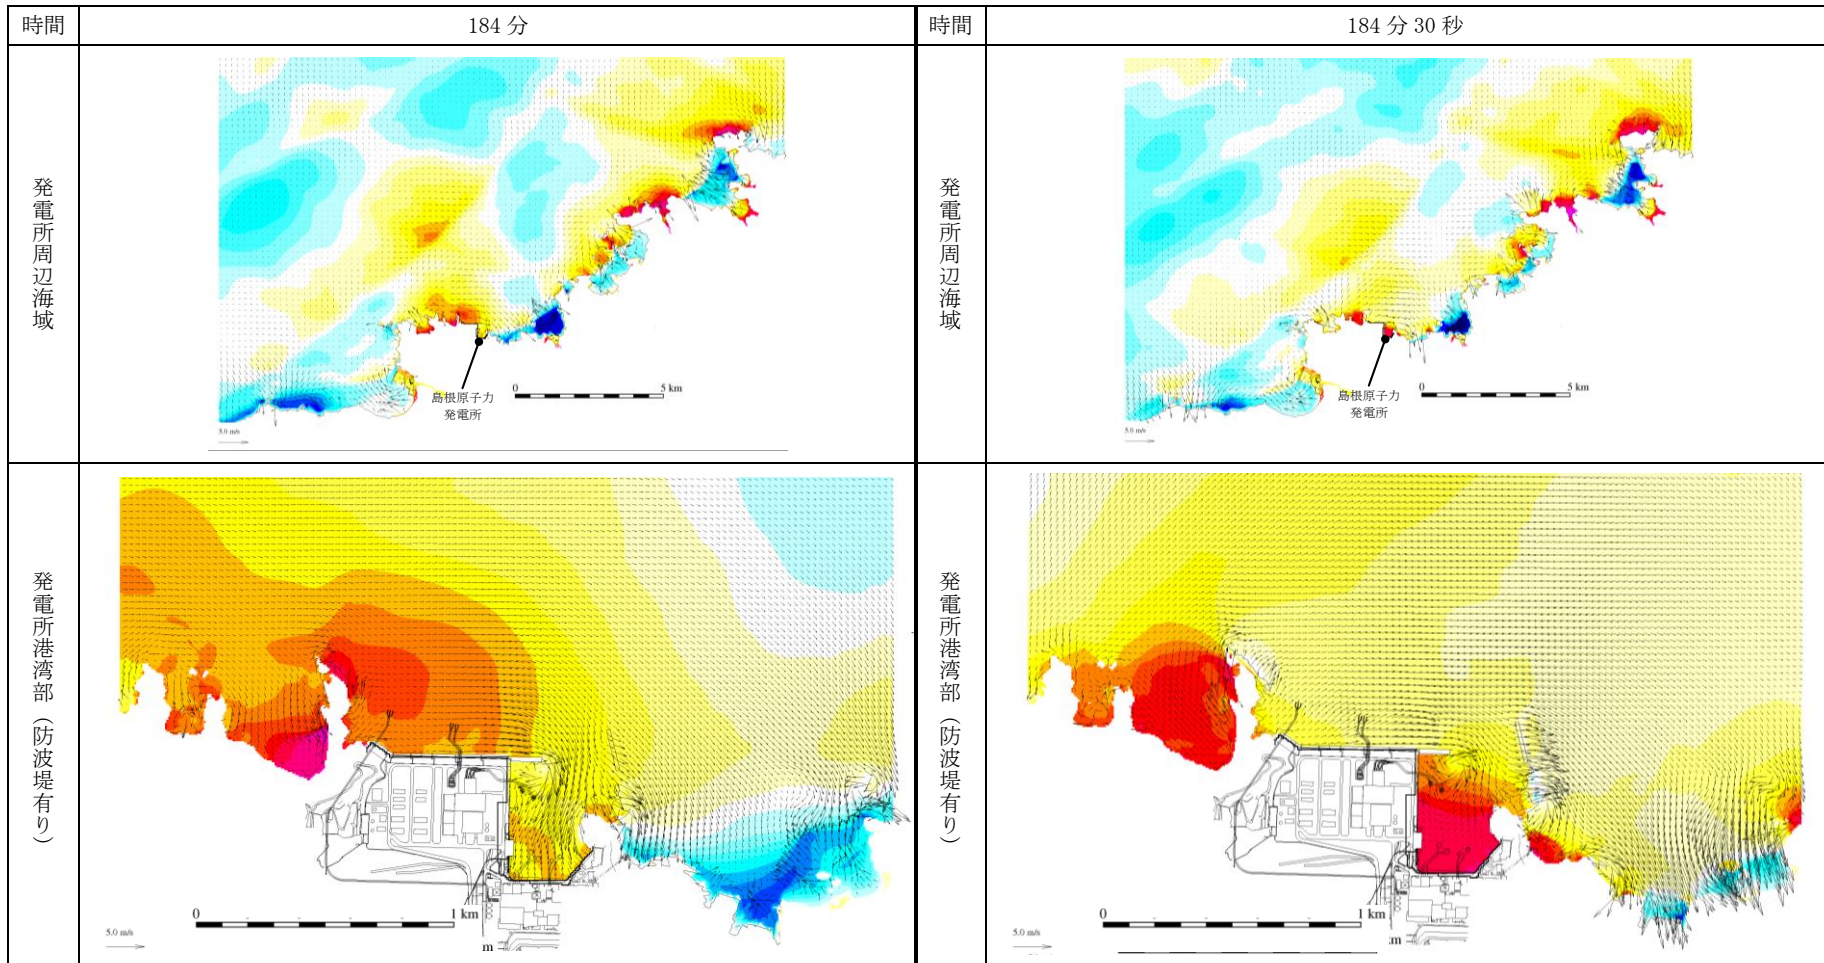 時間
184 分
時間
184 分 30 秒
発電所周辺海域
島根原子力
発電所
0
5 km
5.0 m/s
発電所周辺海域
島根原子力
発電所
0
5 km
5.0 m/s
発電所港湾部（防波堤有り）
0
1 km
5.0 m/s
m
発電所港湾部（防波堤有り）
0
1 km
5.0 m/s
km